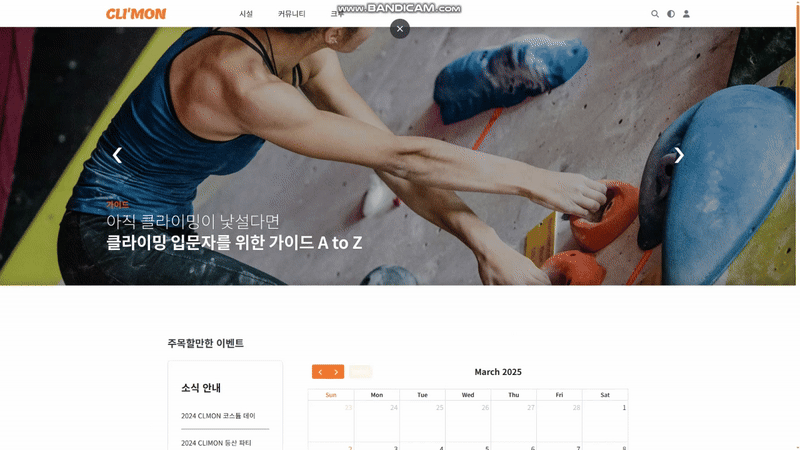 www.BANDICAM.com
CLI'MON
시설
커뮤니티
크루
가이드
아직 클라이밍이 낯설다면
클라이밍 입문자를 위한 가이드 A to Z
주목할만한 이벤트
소식 안내
2024 CLMON 코스튬 데이
2024 CLIMON 등산 파티
March 2025
Sun Mon Tue Wed Thu Fri Sat
23 24 25 26 27 28 1
2 3 4 5 6 7 8